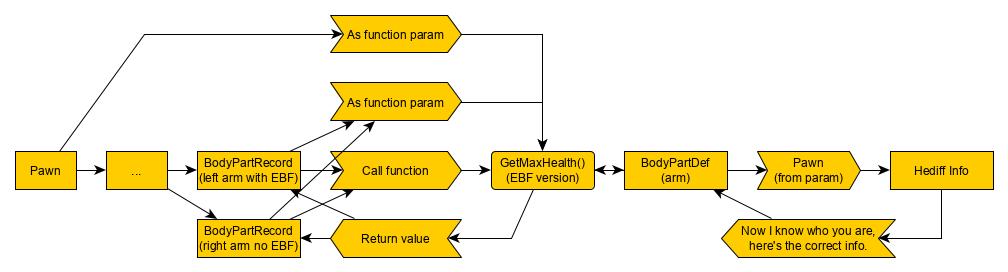 As function param
As function param
Pawn
...
BodyPartRecord
(left arm with EBF)
Call function
GetMaxHealth()
(EBF version)
BodyPartDef
(arm)
Pawn
(from param)
Hediff Info
BodyPartRecord
(right arm no EBF)
Return value
Now I know who you are,
here's the correct info.